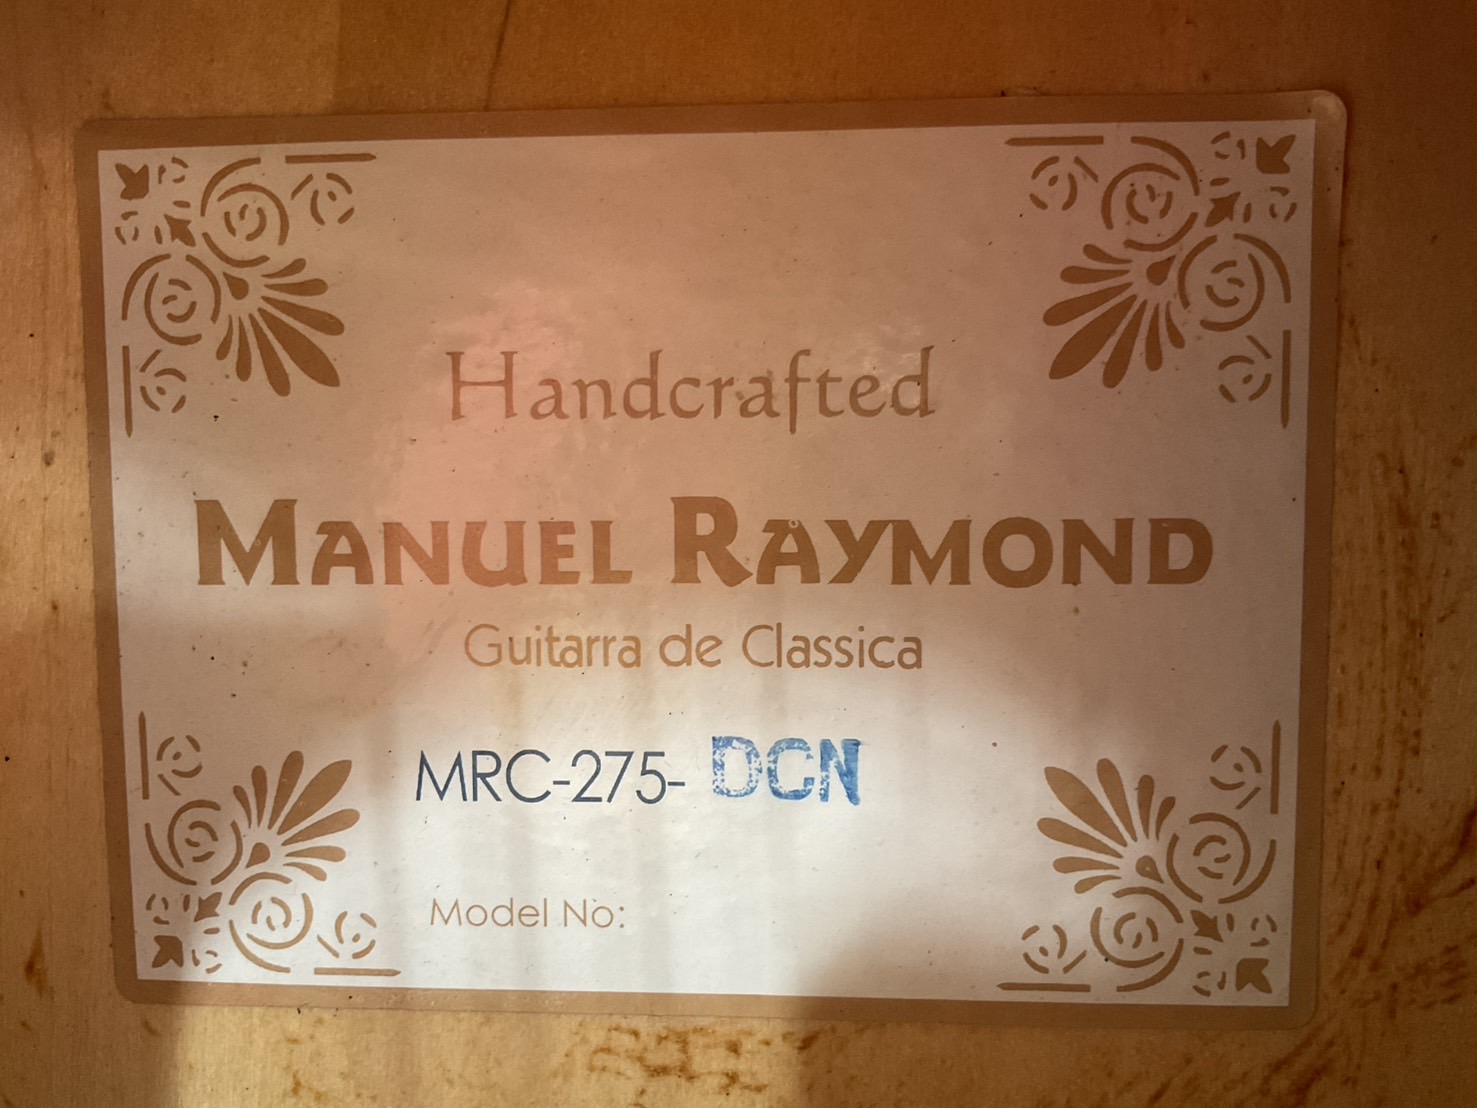 Handcrafted
MANUEL RAYMOND
Guitarra de Classica
MRC-275-DCN
Model No: